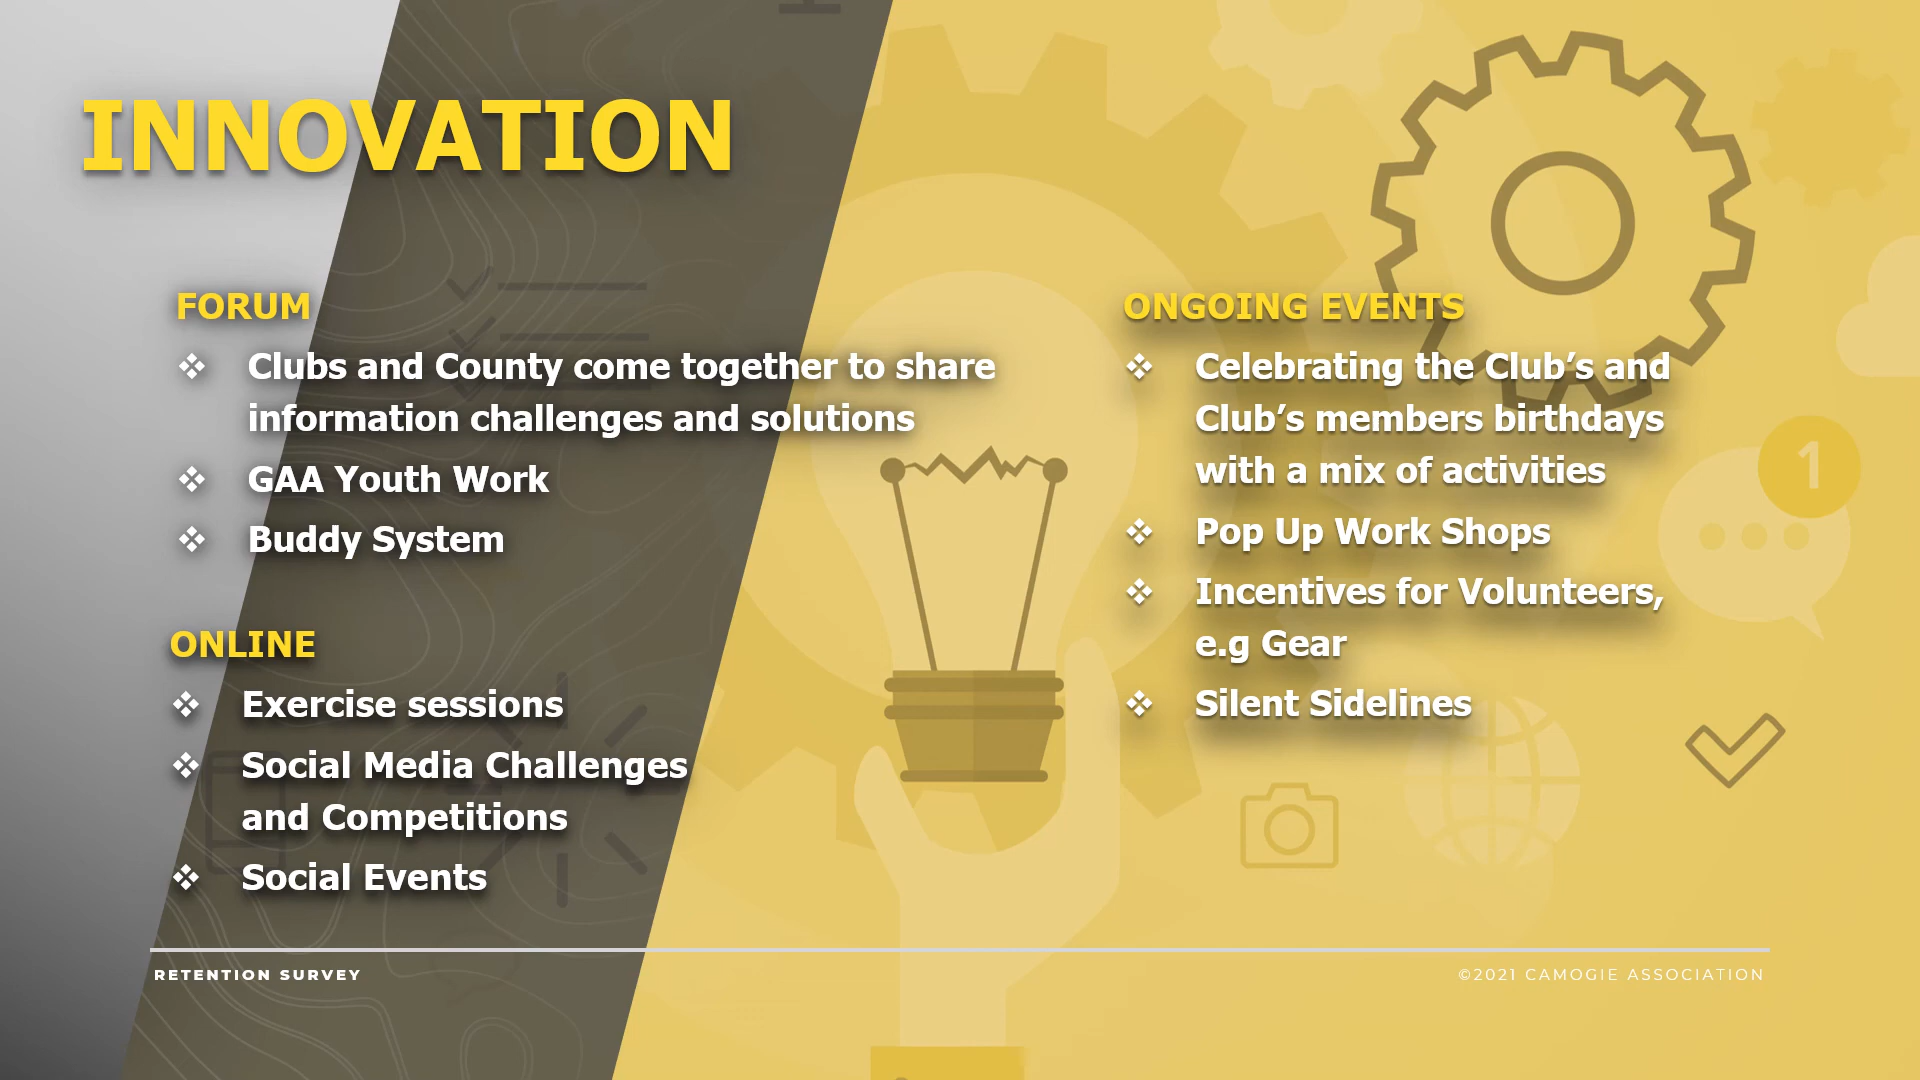 INNOVATION
FORUM
❖ Clubs and County come together to share
information challenges and solutions
❖ GAA Youth Work
❖ Buddy System
ONLINE
❖ Exercise sessions
❖ Social Media Challenges
and Competitions
❖ Social Events
ONGOING EVENTS
❖ Celebrating the Club’s and
Club’s members birthdays
with a mix of activities
❖ Pop Up Work Shops
❖ Incentives for Volunteers,
e.g Gear
❖ Silent Sidelines
1
RETENTION SURVEY
©2021 CAMOGIE ASSOCIATION